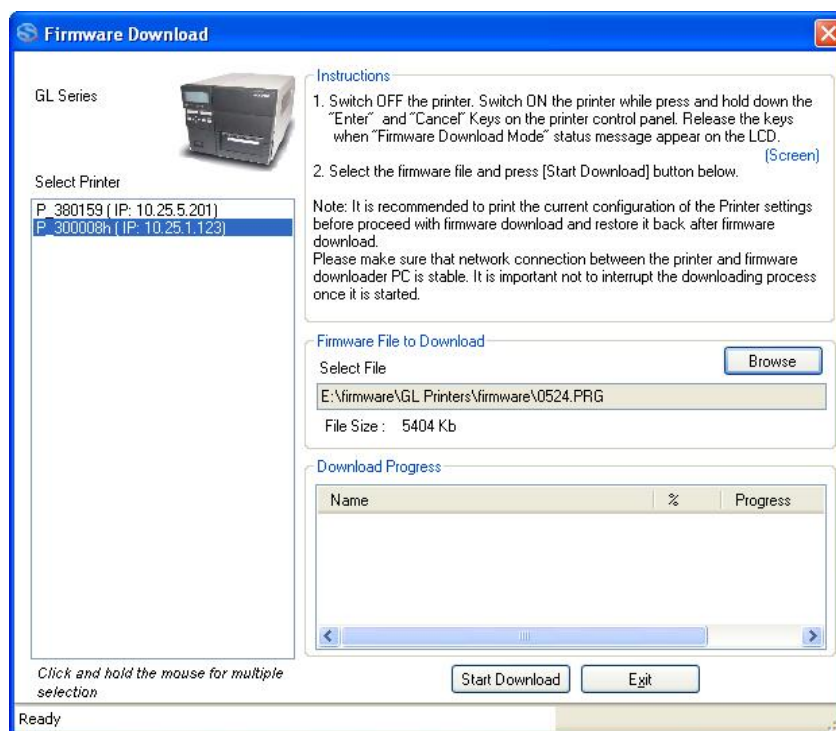 Firmware Download
GL Series
Select Printer
P_380159 ( IP: 10.25.5.201)
P_300008h ( IP: 10.25.1.123)
Click and hold the mouse for multiple
selection
Instructions
1. Switch OFF the printer. Switch ON the printer while press and hold down the
"Enter" and "Cancel" Keys on the printer control panel. Release the keys
when "Firmware Download Mode" status message appear on the LCD.
(Screen)
2. Select the firmware file and press [Start Download] button below.
Note: It is recommended to print the current configuration of the Printer settings
before proceed with firmware download and restore it back after firmware
download.
Please make sure that network connection between the printer and firmware
downloader PC is stable. It is important not to interrupt the downloading process
once it is started.
Firmware File to Download
Select File
Browse
E:\firmware\GL Printers\firmware\0524.PRG
File Size : 5404 Kb
Download Progress
Name % Progress
Start Download Exit
Ready